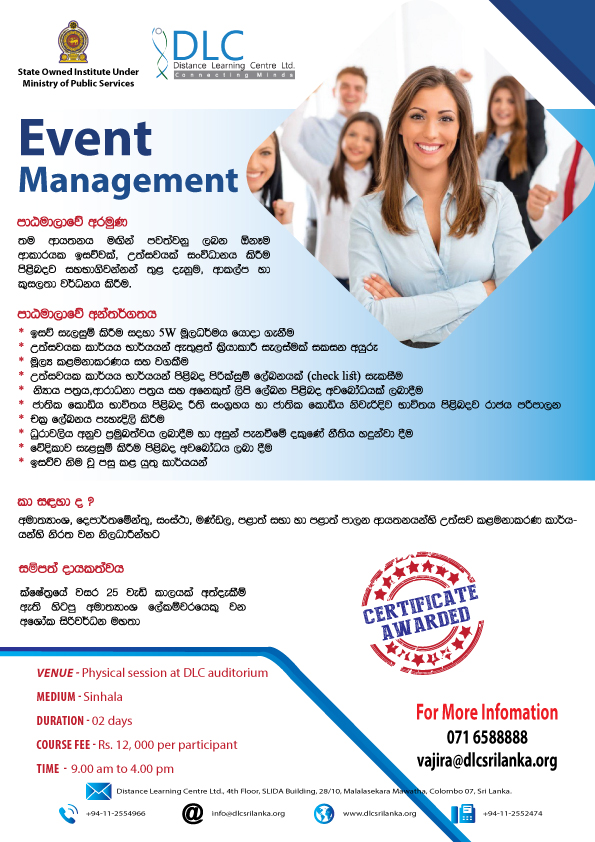 State Owned Institute Under
Ministry of Public Services
DLC
Distance Learning Centre Ltd.
Connecting Minds
Event
Management
පාඨමාලාවේ අරමුණ
තම ආයතනය මඟින් පවත්වනු ලබන ඕනෑම
ආකාරයක ඉසව්වක්, උත්සවයක් සංවිධානය කිරීම
පිළිබඳව සහභාගිවන්නන් තුළ දැනුම, ආකල්ප හා
කුසලතා වර්ධනය කිරීම.
පාඨමාලාවේ අන්තර්ගතය
* ඉසව් සැලසුම් කිරීම සඳහා 5W මූලධර්මය යොදා ගැනීම
* උත්සවයක කාර්යය භාර්යයන් ඇතුළත් ක්‍රියාකාරී සැලස්මක් සකසන අයුරු
* මූල්‍ය කළමනාකරණය සහ වගකීම
* උත්සවයක කාර්යය භාර්යයන් පිළිබඳ පිරික්සුම් ලේඛනයක් (check list) සැකසීම
* න්‍යාය පත්‍රය,ආරාධනා පත්‍රය සහ අනෙකුත් ලිපි ලේඛන පිළිබඳ අවබෝධයක් ලබාදීම
* ජාතික කොඩිය භාවිතය පිළිබඳ රීති සංග්‍රහය හා ජාතික කොඩිය නිවැරදිව භාවිතය පිළිබඳව රාජ්‍ය පරිපාලන
* චක්‍ර ලේඛනය පැහැදිලි කිරීම
* ධුරාවලිය අනුව ප්‍රමුඛත්වය ලබාදීම හා අසුන් පැනවීමේ දකුණේ නීතිය හඳුන්වා දීම
* වේදිකාව සැළසුම් කිරීම පිළිබඳ අවබෝධය ලබා දීම
* ඉසව්ව නිම වූ පසු කළ යුතු කාර්යයන්
කා සඳහා ද ?
අමාත්‍යාංශ, දෙපාර්තමේන්තු, සංස්ථා, මණ්ඩල, පළාත් සභා හා පළාත් පාලන ආයතනයන්හි උත්සව කළමනාකරණ කාර්ය-
යන්හි නිරත වන නිලධාරීන්හට
සම්පත් දායකත්වය
ක්ෂේත්‍රයේ වසර 25 වැඩි කාලයක් අත්දැකීම්
ඇති හිටපු අමාත්‍යාංශ ලේකම්වරයෙකු වන
අශෝක සිරිවර්ධන මහතා
CERTIFICATE
AWARDED
VENUE - Physical session at DLC auditorium
MEDIUM - Sinhala
DURATION - 02 days
COURSE FEE - Rs. 12, 000 per participant
TIME - 9.00 am to 4.00 pm
For More Infomation
071 6588888
vajira@dlcsrilanka.org
Distance Learning Centre Ltd., 4th Floor, SLIDA Building, 28/10, Malalasekara Mawatha, Colombo 07, Sri Lanka.
+94-11-2554966
info@dlcsrilanka.org
www.dlcsrilanka.org
+94-11-2552474